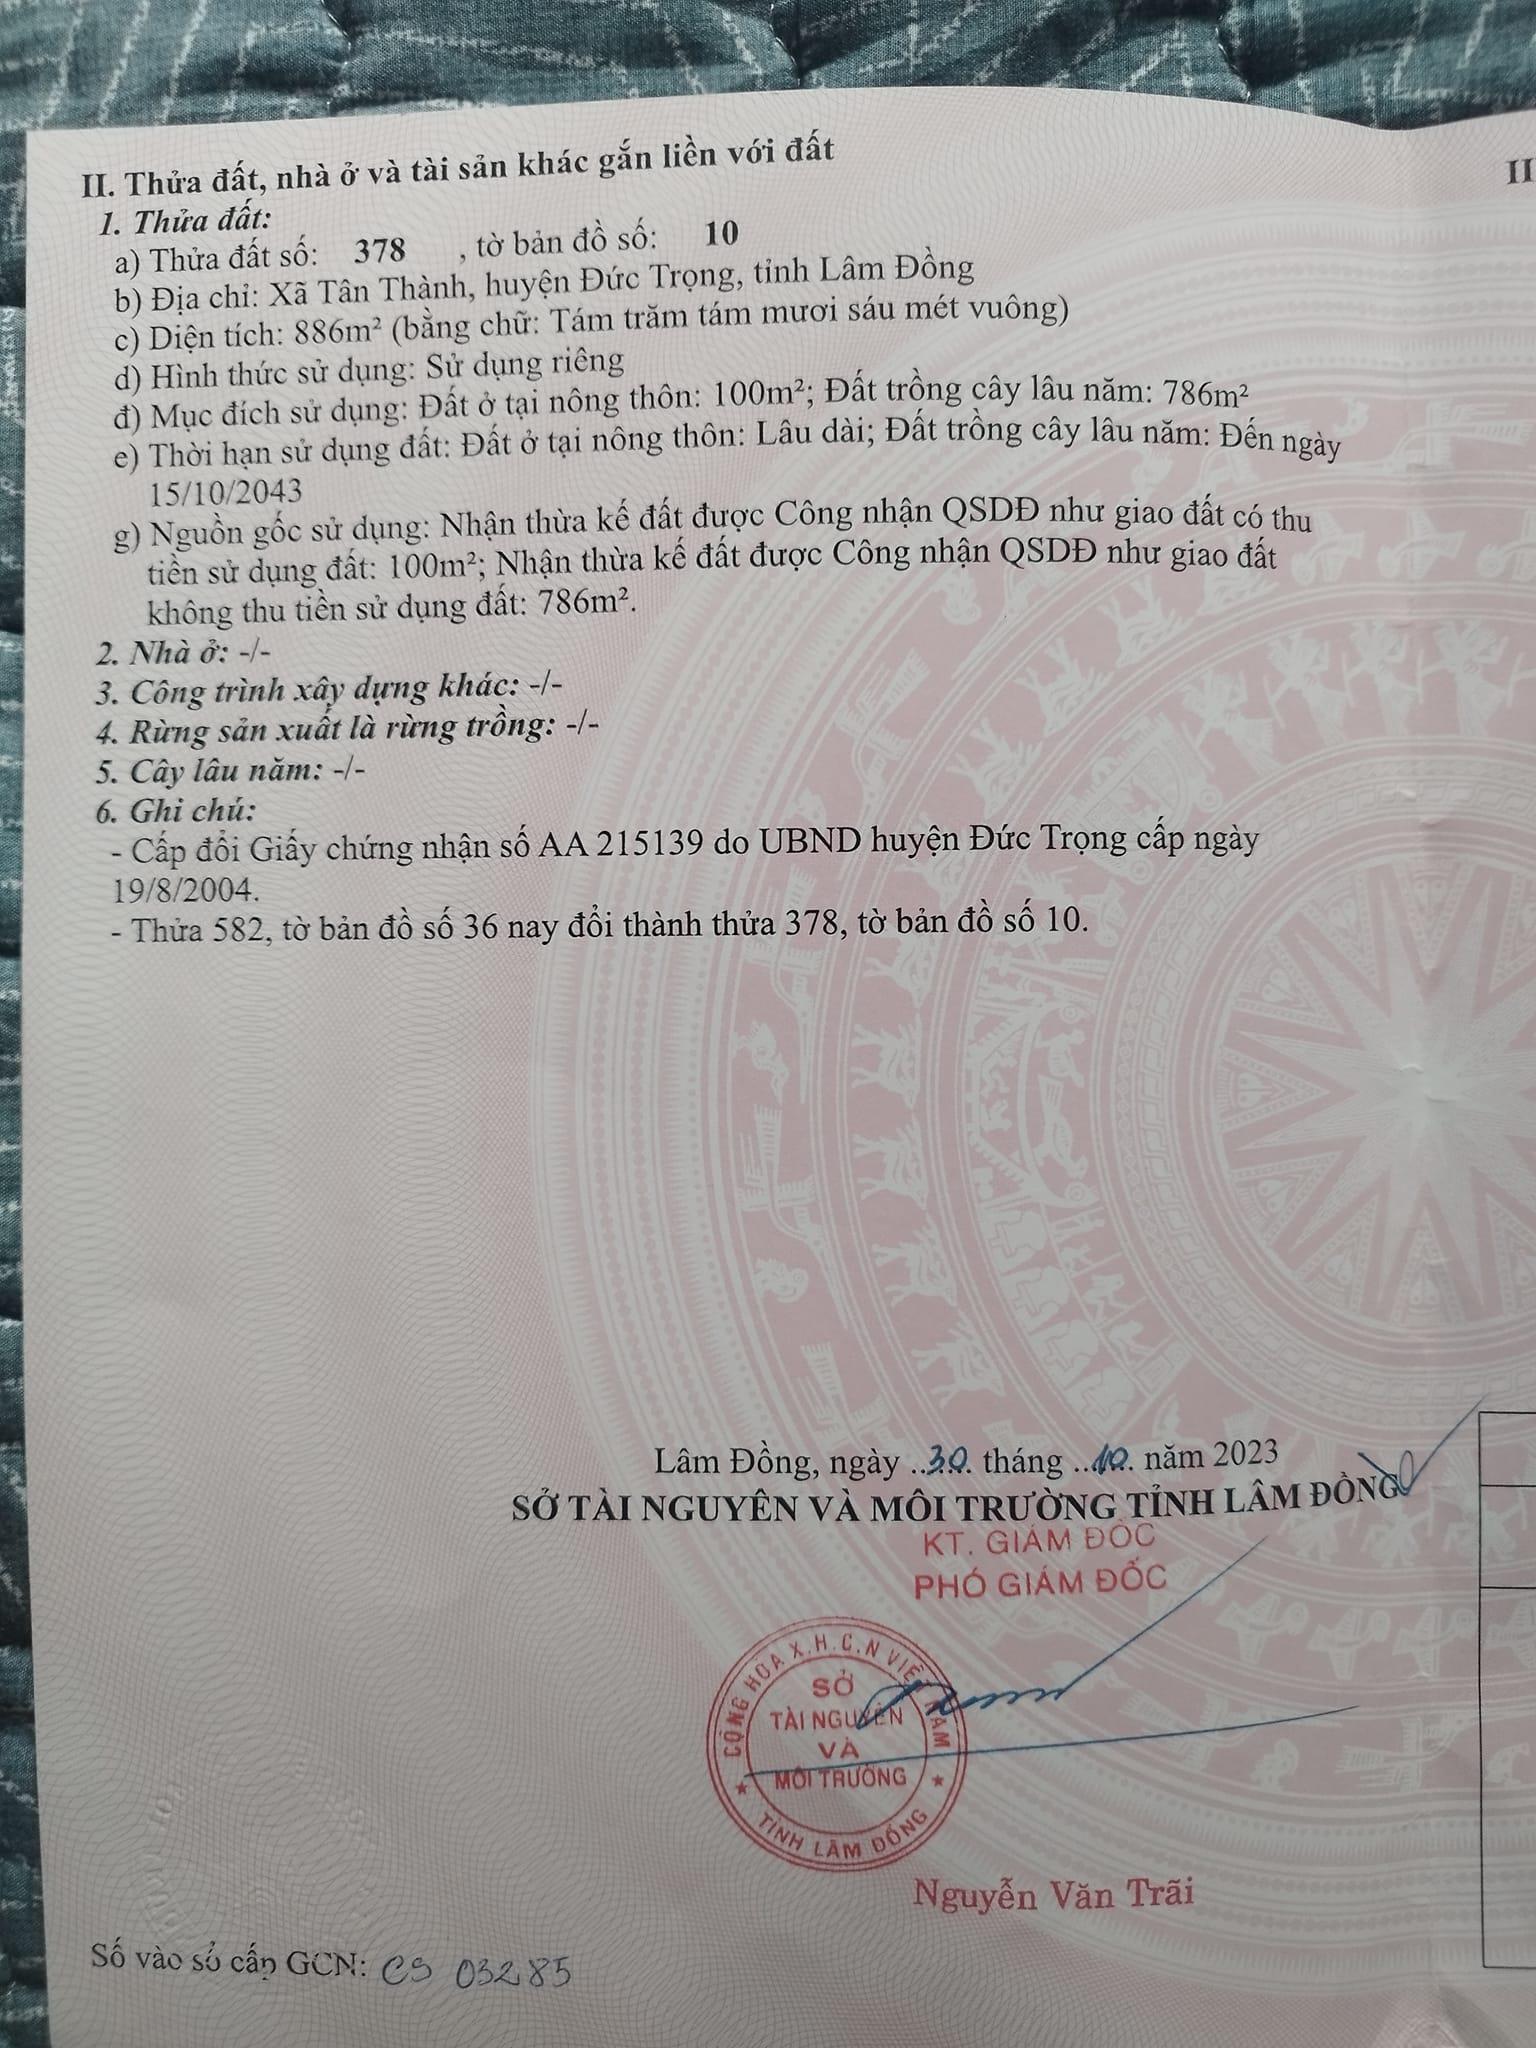 II. Thửa đất, nhà ở và tài sản khác gắn liền với đất
1. Thửa đất:
a) Thửa đất số: 378 , tờ bản đồ số: 10
b) Địa chỉ: Xã Tân Thành, huyện Đức Trọng, tỉnh Lâm Đồng
c) Diện tích: 886m² (bằng chữ: Tám trăm tám mươi sáu mét vuông)
d) Hình thức sử dụng: Sử dụng riêng
đ) Mục đích sử dụng: Đất ở tại nông thôn: 100m²; Đất trồng cây lâu năm: 786m²
e) Thời hạn sử dụng đất: Đất ở tại nông thôn: Lâu dài; Đất trồng cây lâu năm: Đến ngày
15/10/2043
g) Nguồn gốc sử dụng: Nhận thừa kế đất được Công nhận QSDĐ như giao đất có thu
tiền sử dụng đất: 100m²; Nhận thừa kế đất được Công nhận QSDĐ như giao đất
không thu tiền sử dụng đất: 786m².
2. Nhà ở: -/-
3. Công trình xây dựng khác: -/-
4. Rừng sản xuất là rừng trồng: -/-
5. Cây lâu năm: -/-
6. Ghi chú:
- Cấp đổi Giấy chứng nhận số AA 215139 do UBND huyện Đức Trọng cấp ngày
19/8/2004.
- Thửa 582, tờ bản đồ số 36 nay đổi thành thửa 378, tờ bản đồ số 10.
II
Lâm Đồng, ngày ..30.. tháng ..10.. năm 2023
SỞ TÀI NGUYÊN VÀ MÔI TRƯỜNG TỈNH LÂM ĐỒNG
KT. GIÁM ĐỐC
PHÓ GIÁM ĐỐC
CỘNG HÒA X.H.C.N VIỆT NAM
SỞ
TÀI NGUYÊN
VÀ
MÔI TRƯỜNG
TỈNH LÂM ĐỒNG
Nguyễn Văn Trãi
Số vào sổ cấp GCN: CS 03285